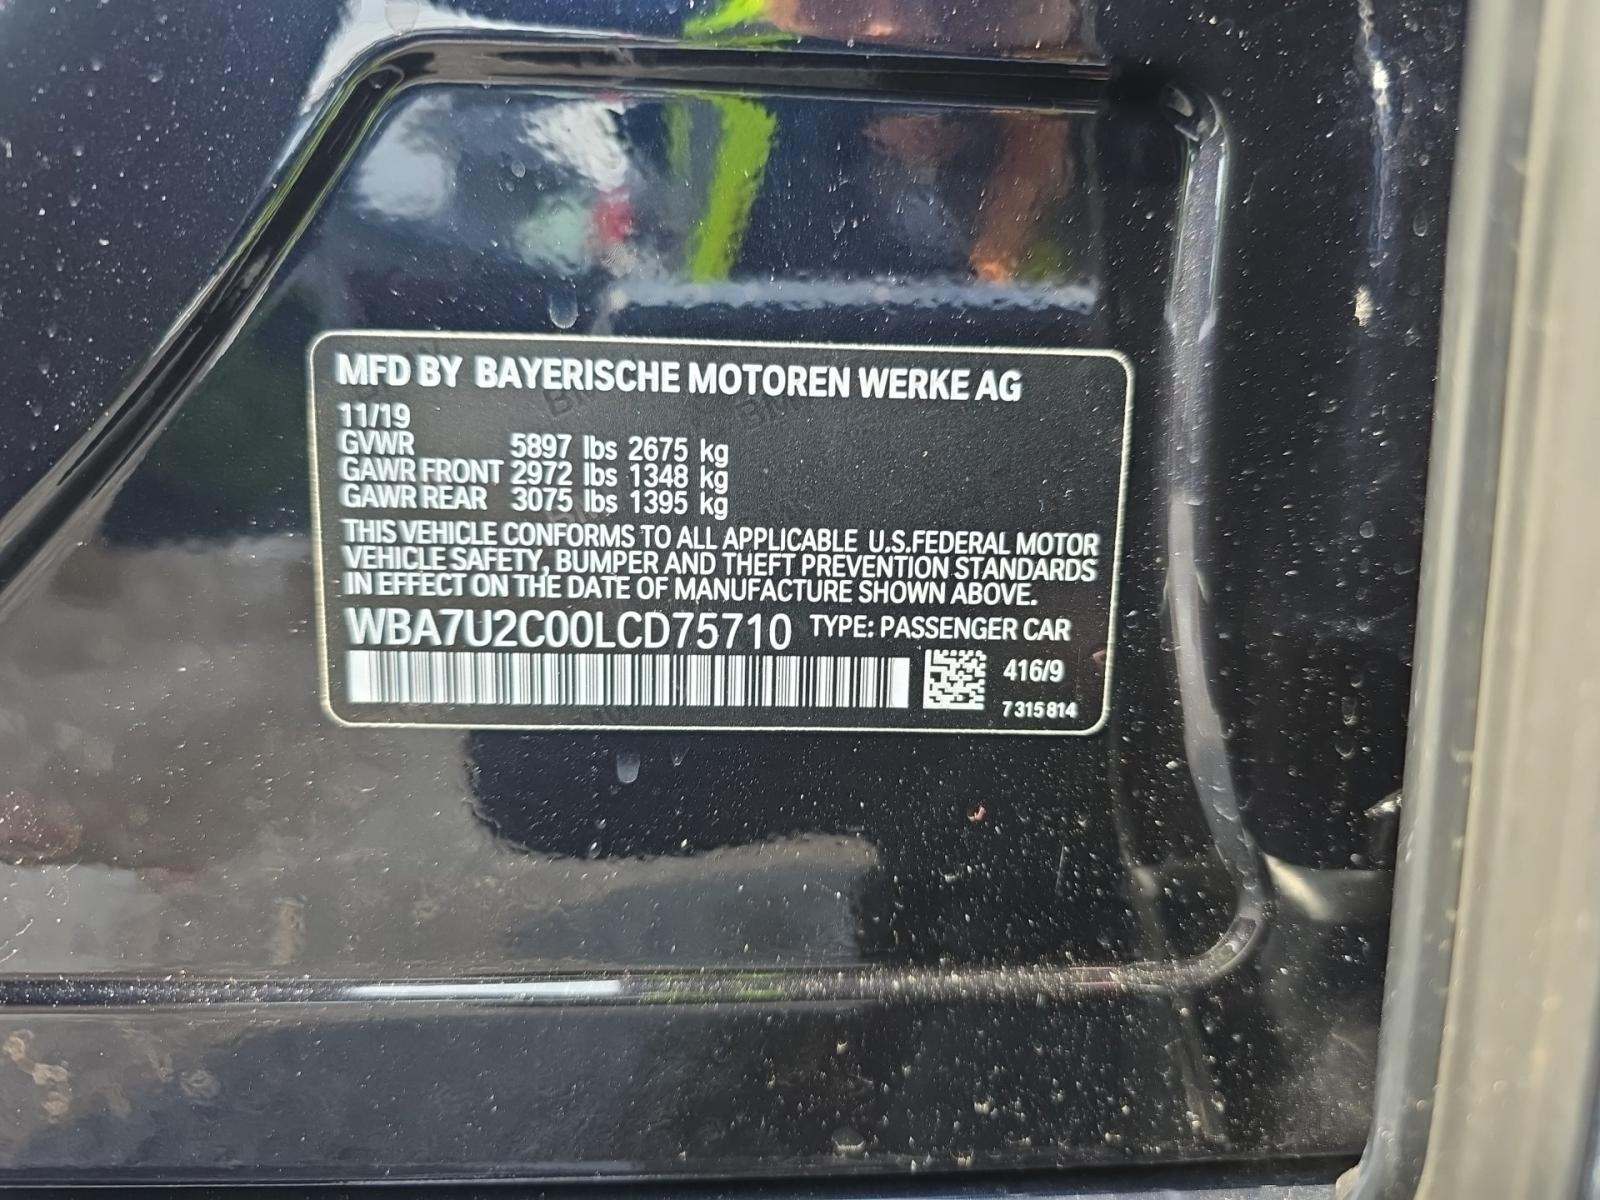 MFD BY BAYERISCHE MOTOREN WERKE AG
11/19
GVWR 5897 lbs 2675 kg
GAWR FRONT 2972 lbs 1348 kg
GAWR REAR 3075 lbs 1395 kg
THIS VEHICLE CONFORMS TO ALL APPLICABLE U.S.FEDERAL MOTOR
VEHICLE SAFETY, BUMPER AND THEFT PREVENTION STANDARDS
IN EFFECT ON THE DATE OF MANUFACTURE SHOWN ABOVE.
WBA7U2C00LCD75710 TYPE: PASSENGER CAR
416/9
7 315 814